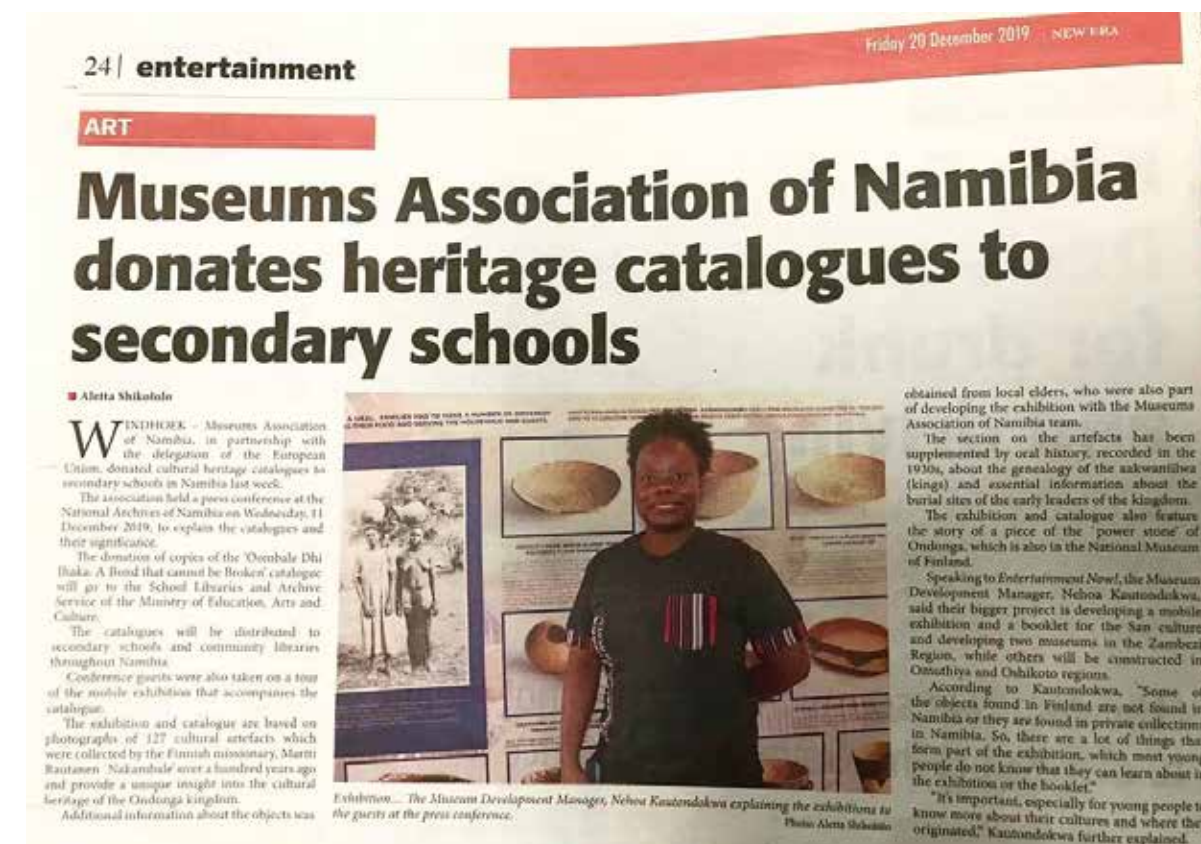 24| entertainment
Friday 20 December 2019 NEW ERA
ART
Museums Association of Namibia
donates heritage catalogues to
secondary schools
Aletta Shikololo
WINDHOEK – Museums Association
of Namibia, in partnership with
the delegation of the European
Union, donated cultural heritage catalogues to
secondary schools in Namibia last week.
The association held a press conference at the
National Archives of Namibia on Wednesday, 11
December 2019, to explain the catalogues and
their significance.
The donation of copies of the 'Oombale Dhi
Ihaka: A Bond that cannot be Broken' catalogue
will go to the School Libraries and Archive
Service of the Ministry of Education, Arts and
Culture.
The catalogues will be distributed to
secondary schools and community libraries
throughout Namibia.
Conference guests were also taken on a tour
of the mobile exhibition that accompanies the
catalogue.
The exhibition and catalogue are based on
photographs of 127 cultural artefacts which
were collected by the Finnish missionary, Martti
Rautanen 'Nakambale' over a hundred years ago
and provide a unique insight into the cultural
heritage of the Ondonga kingdom.
Additional information about the objects was
Exhibition... The Museum Development Manager, Nehoa Kautondokwa explaining the exhibitions to
the guests at the press conference.
Photo: Aletta Shikololo
obtained from local elders, who were also part
of developing the exhibition with the Museums
Association of Namibia team.
The section on the artefacts has been
supplemented by oral history, recorded in the
1930s, about the genealogy of the aakwaniilwa
(kings) and essential information about the
burial sites of the early leaders of the kingdom.
The exhibition and catalogue also feature
the story of a piece of the 'power stone' of
Ondonga, which is also in the National Museum
of Finland.
Speaking to Entertainment Now!, the Museum
Development Manager, Nehoa Kautondokwa,
said their bigger project is developing a mobile
exhibition and a booklet for the San culture
and developing two museums in the Zambezi
Region, while others will be constructed in
Omuthiya and Oshikoto regions.
According to Kautondokwa, "Some of
the objects found in Finland are not found in
Namibia or they are found in private collections
in Namibia. So, there are a lot of things that
form part of the exhibition, which most young
people do not know that they can learn about in
the exhibition or the booklet."
"It's important, especially for young people to
know more about their cultures and where they
originated," Kautondokwa further explained.